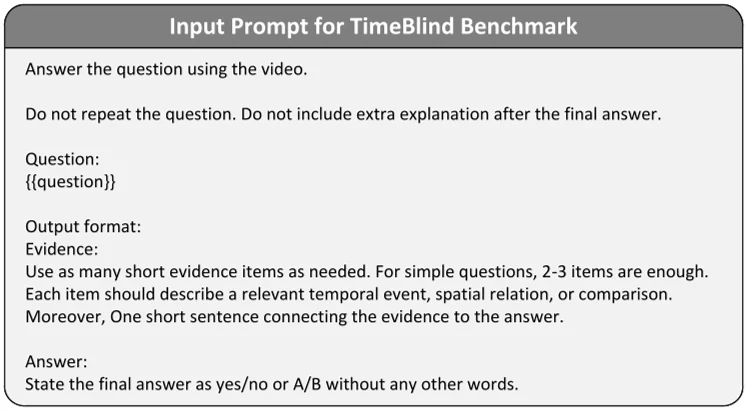 Input Prompt for TimeBlind Benchmark
Answer the question using the video.
Do not repeat the question. Do not include extra explanation after the final answer.
Question:
{{question}}
Output format:
Evidence:
Use as many short evidence items as needed. For simple questions, 2-3 items are enough.
Each item should describe a relevant temporal event, spatial relation, or comparison.
Moreover, One short sentence connecting the evidence to the answer.
Answer:
State the final answer as yes/no or A/B without any other words.